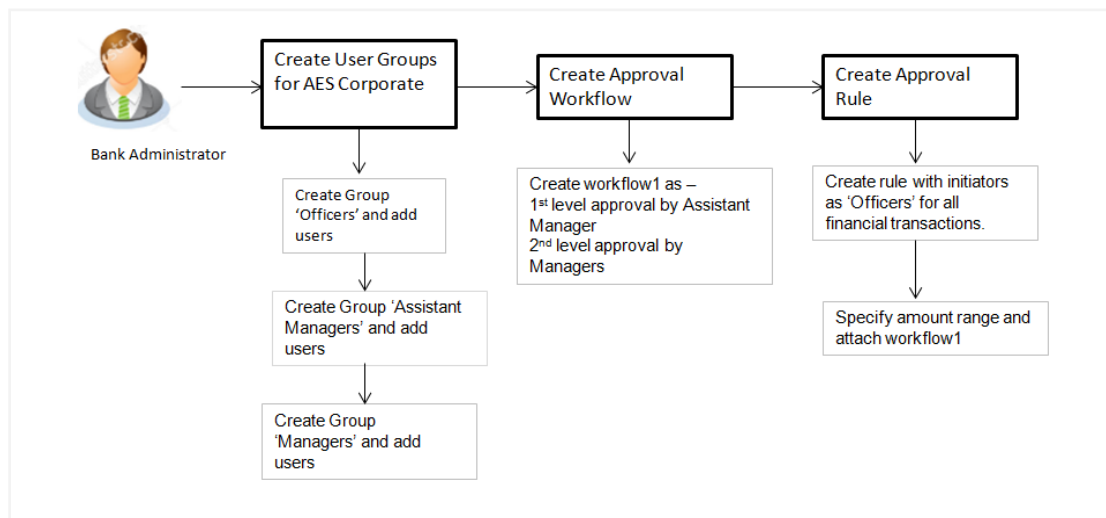 Bank Administrator
Create User Groups
for AES Corporate
Create Group
‘Officers’ and add
users
Create Group ‘Assistant
Managers’ and add
users
Create Group
‘Managers’ and add
users
Create Approval
Workflow
Create workflow1 as –
1st level approval by Assistant
Manager
2nd level approval by
Managers
Create Approval
Rule
Create rule with initiators
as ‘Officers’ for all
financial transactions.
Specify amount range and
attach workflow1